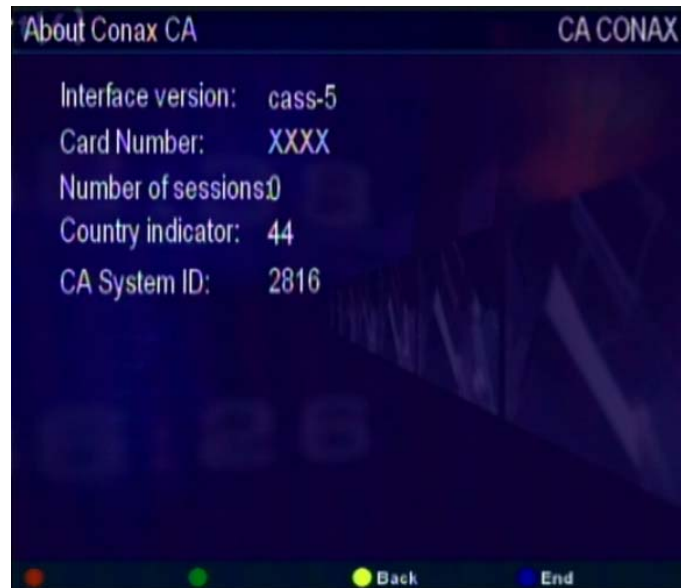 About Conax CA CA CONAX
Interface version: cass-5
Card Number: XXXX
Number of sessions:0
Country indicator: 44
CA System ID: 2816
Back End